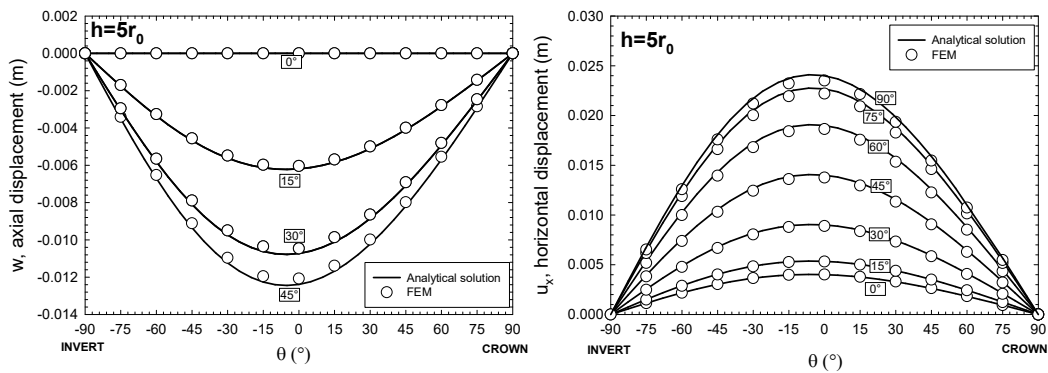 h=5r0
0.000
-0.002
-0.004
-0.006
-0.008
-0.010
-0.012
-0.014
w, axial displacement (m)
0°
15°
30°
45°
Analytical solution
FEM
-90 -75 -60 -45 -30 -15 0 15 30 45 60 75 90
INVERT
θ (°)
CROWN
h=5r0
Analytical solution
FEM
0.030
0.025
0.020
0.015
0.010
0.005
0.000
ux, horizontal displacement (m)
90°
75°
60°
45°
30°
15°
0°
-90 -75 -60 -45 -30 -15 0 15 30 45 60 75 90
INVERT
θ (°)
CROWN